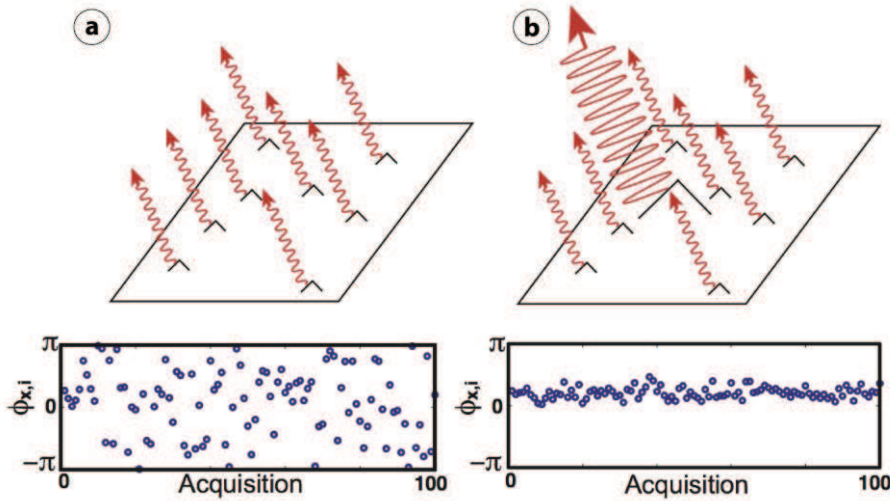 a
b
π
ϕx,i
0
−π
0
Acquisition
100
π
ϕx,i
0
−π
0
Acquisition
100